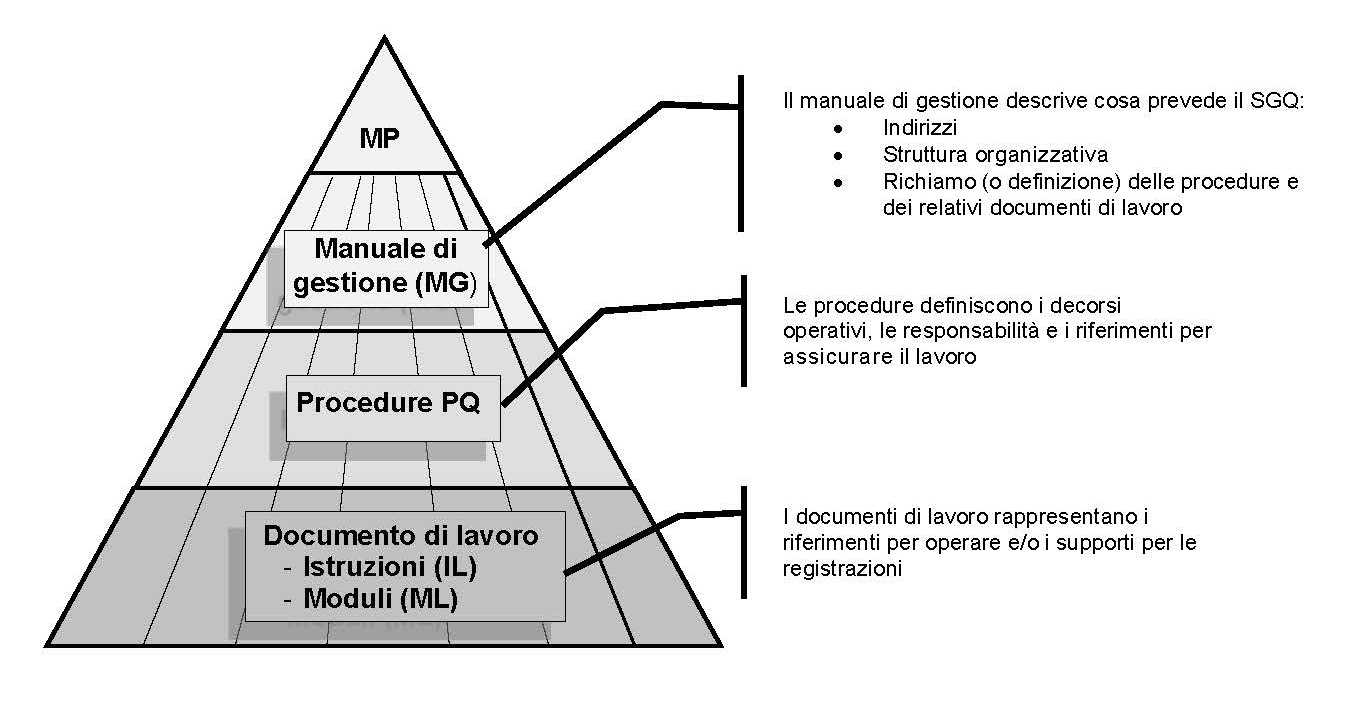 MP
Manuale di
gestione (MG)
Procedure PQ
Documento di lavoro
- Istruzioni (IL)
- Moduli (ML)
Il manuale di gestione descrive cosa prevede il SGQ:
• Indirizzi
• Struttura organizzativa
• Richiamo (o definizione) delle procedure e
dei relativi documenti di lavoro
Le procedure definiscono i decorsi
operativi, le responsabilità e i riferimenti per
assicurare il lavoro
I documenti di lavoro rappresentano i
riferimenti per operare e/o i supporti per le
registrazioni